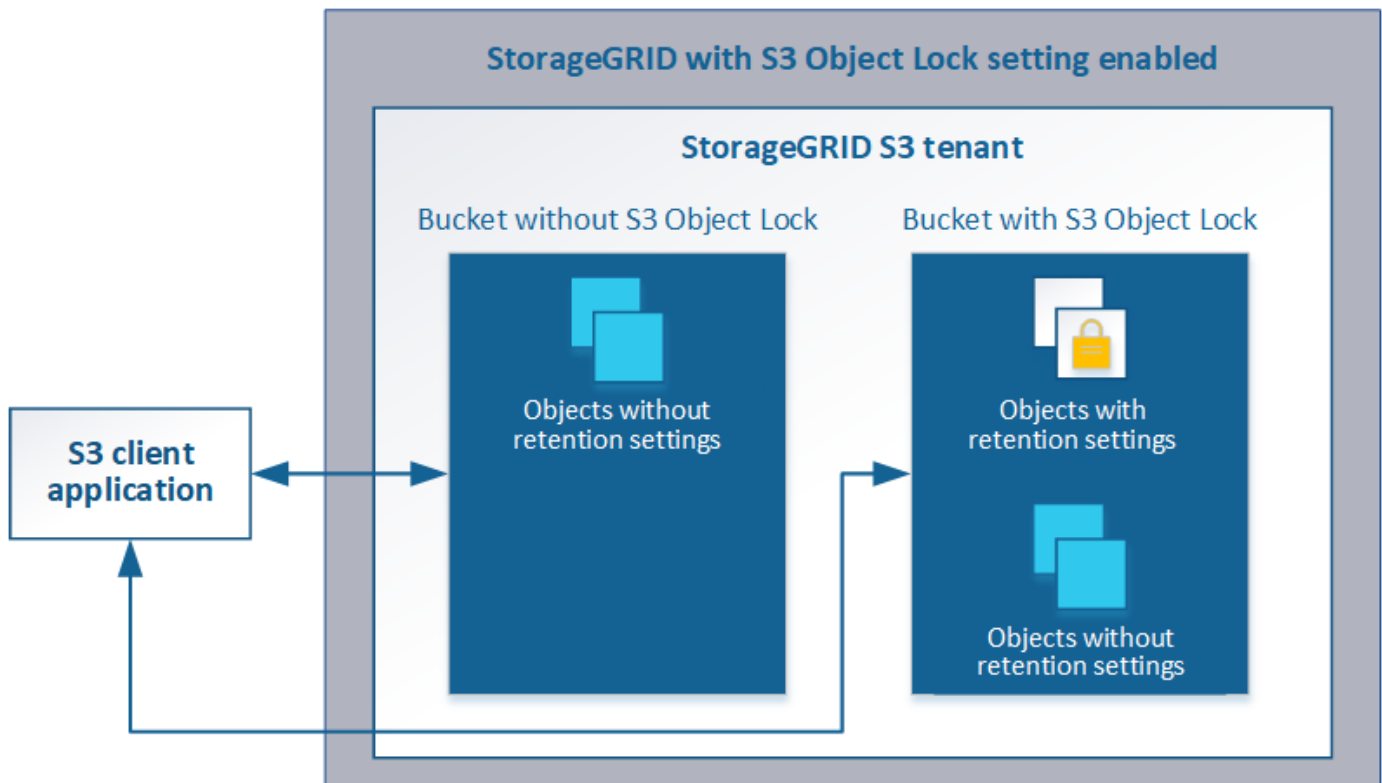 StorageGRID with S3 Object Lock setting enabled
StorageGRID S3 tenant
Bucket without S3 Object Lock
Bucket with S3 Object Lock
Objects without
retention settings
Objects with
retention settings
S3 client
application
Objects without
retention settings